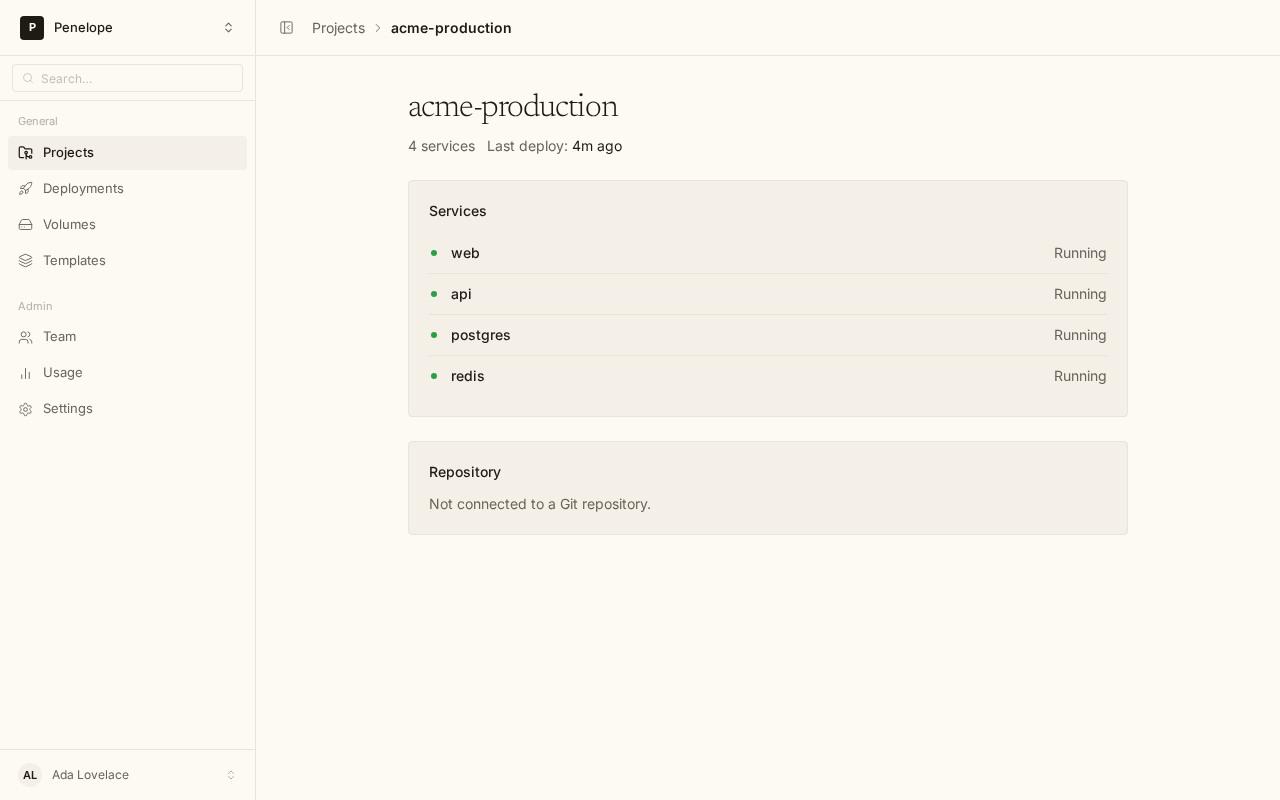 P Penelope
Search...
General
Projects
Deployments
Volumes
Templates
Admin
Team
Usage
Settings
AL Ada Lovelace
Projects acme-production
acme-production
4 services Last deploy: 4m ago
Services
web Running
api Running
postgres Running
redis Running
Repository
Not connected to a Git repository.